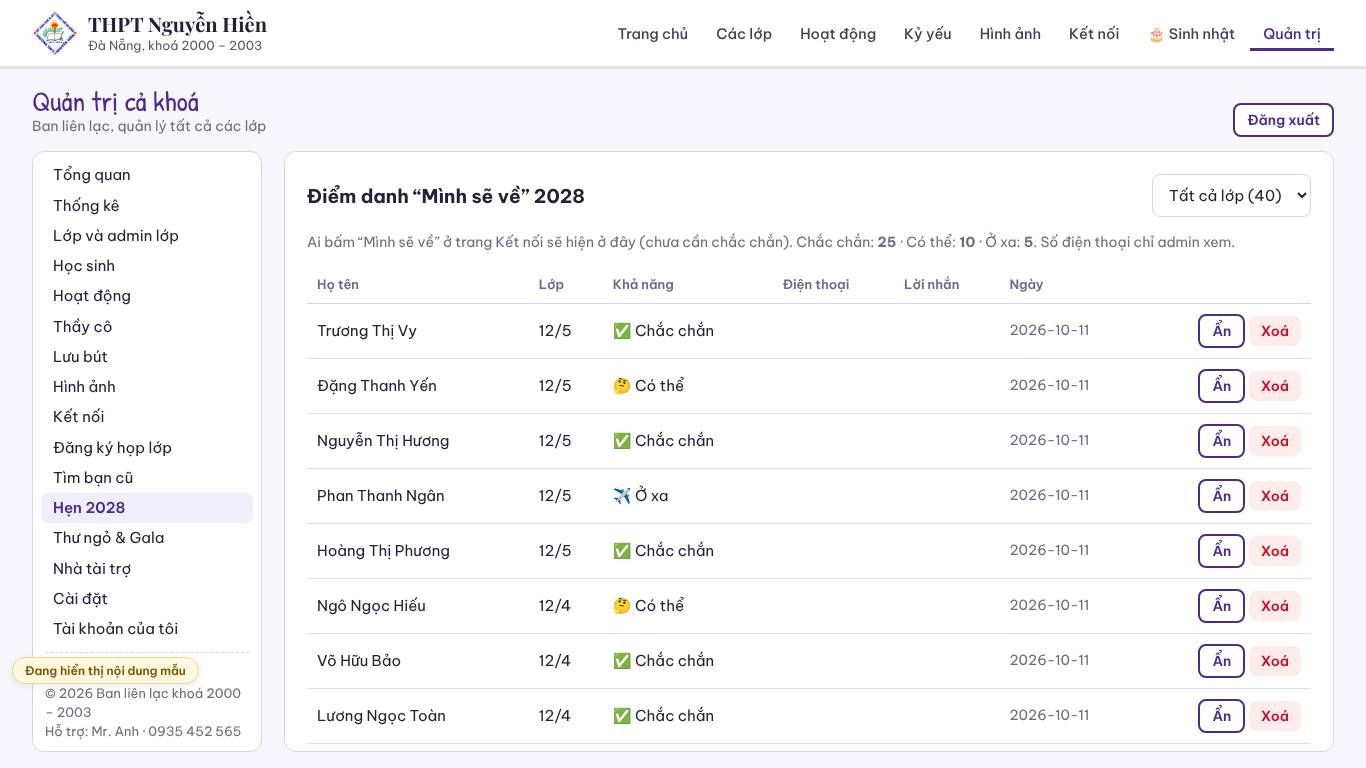 THPT Nguyễn Hiền
Đà Nẵng, khoá 2000 – 2003
Trang chủ
Các lớp
Hoạt động
Kỷ yếu
Hình ảnh
Kết nối
🎂 Sinh nhật
Quản trị
Quản trị cả khoá
Ban liên lạc, quản lý tất cả các lớp
Đăng xuất
Tổng quan
Thống kê
Lớp và admin lớp
Học sinh
Hoạt động
Thầy cô
Lưu bút
Hình ảnh
Kết nối
Đăng ký họp lớp
Tìm bạn cũ
Hẹn 2028
Thư ngỏ & Gala
Nhà tài trợ
Cài đặt
Tài khoản của tôi
Đang hiển thị nội dung mẫu
© 2026 Ban liên lạc khoá 2000
– 2003
Hỗ trợ: Mr. Anh · 0935 452 565
Điểm danh “Mình sẽ về” 2028
Tất cả lớp (40)
Ai bấm “Mình sẽ về” ở trang Kết nối sẽ hiện ở đây (chưa cần chắc chắn). Chắc chắn: 25 · Có thể: 10 · Ở xa: 5. Số điện thoại chỉ admin xem.
Họ tên Lớp Khả năng Điện thoại Lời nhắn Ngày
Trương Thị Vy 12/5 ✅ Chắc chắn 2026-10-11 Ẩn Xoá
Đặng Thanh Yến 12/5 🤔 Có thể 2026-10-11 Ẩn Xoá
Nguyễn Thị Hương 12/5 ✅ Chắc chắn 2026-10-11 Ẩn Xoá
Phan Thanh Ngân 12/5 ✈️ Ở xa 2026-10-11 Ẩn Xoá
Hoàng Thị Phương 12/5 ✅ Chắc chắn 2026-10-11 Ẩn Xoá
Ngô Ngọc Hiếu 12/4 🤔 Có thể 2026-10-11 Ẩn Xoá
Võ Hữu Bảo 12/4 ✅ Chắc chắn 2026-10-11 Ẩn Xoá
Lương Ngọc Toàn 12/4 ✅ Chắc chắn 2026-10-11 Ẩn Xoá